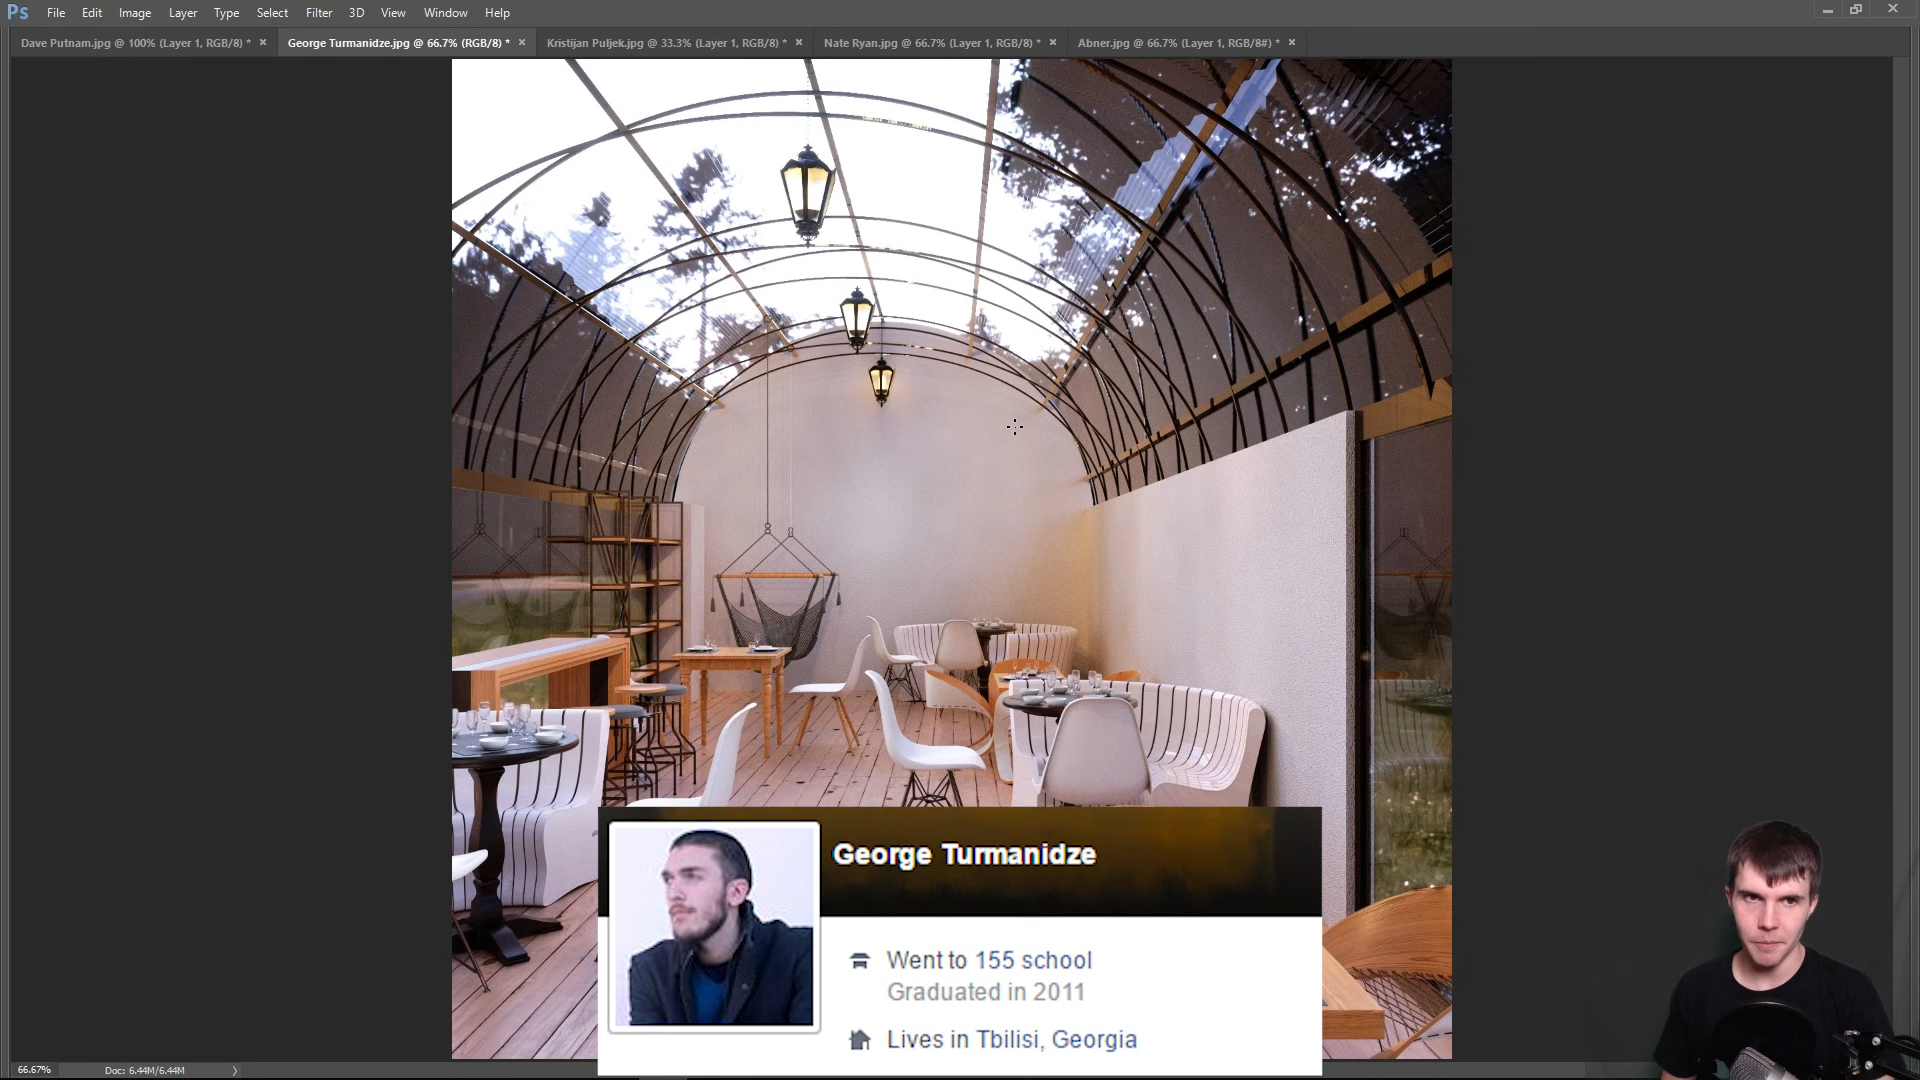 Ps File Edit Image Layer Type Select Filter 3D View Window Help
Dave Putnam.jpg @ 100% (Layer 1, RGB/8) * George Turmanidze.jpg @ 66.7% (RGB/8) * Kristijan Puljek.jpg @ 33.3% (Layer 1, RGB/8) * Nate Ryan.jpg @ 66.7% (Layer 1, RGB/8) * Abner.jpg @ 66.7% (Layer 1, RGB/8#) *
George Turmanidze
Went to 155 school
Graduated in 2011
Lives in Tbilisi, Georgia
66.67% Doc: 6.44M/6.44M